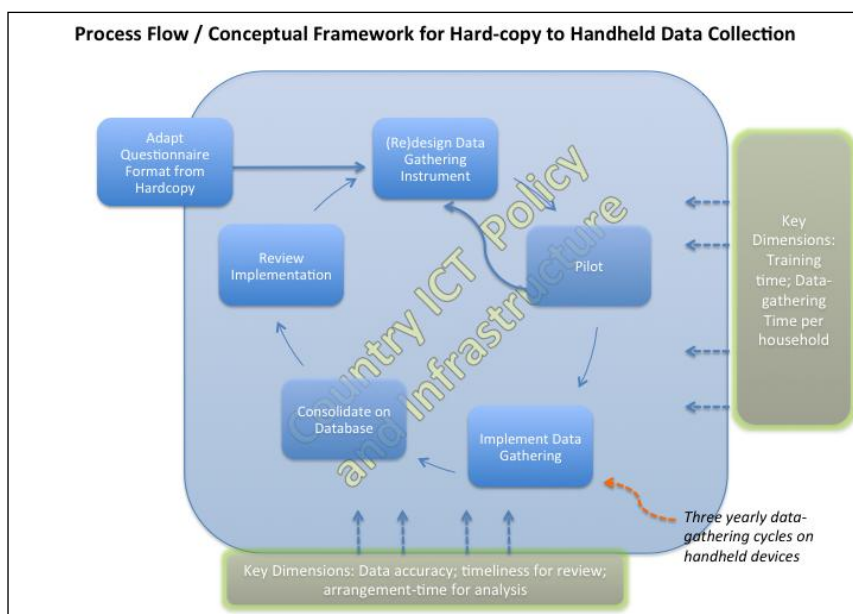 Process Flow / Conceptual Framework for Hard-copy to Handheld Data Collection
Adapt
Questionnaire
Format from
Hardcopy
(Re)design Data
Gathering
Instrument
Review
Implementation
Pilot
Country ICT Policy
and Infrastructure
Consolidate on
Database
Implement Data
Gathering
Key
Dimensions:
Training
time; Data-
gathering
Time per
household
Three yearly data-
gathering cycles on
handheld devices
Key Dimensions: Data accuracy; timeliness for review;
arrangement-time for analysis